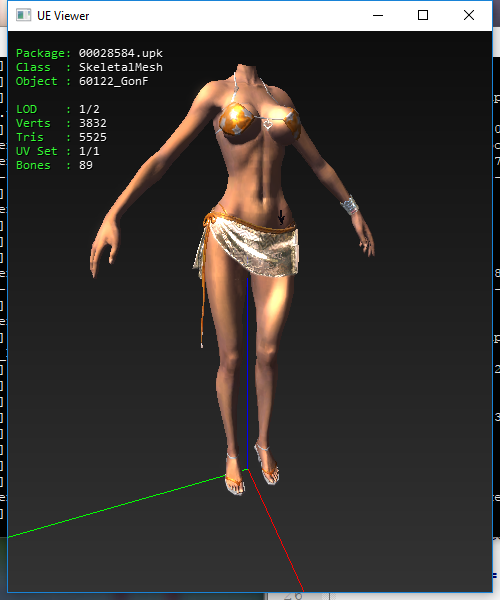 UE Viewer
Package: 00028584.upk
Class : SkeletalMesh
Object : 60122_GonF
LOD : 1/2
Verts : 3832
Tris : 5525
UV Set : 1/1
Bones : 89